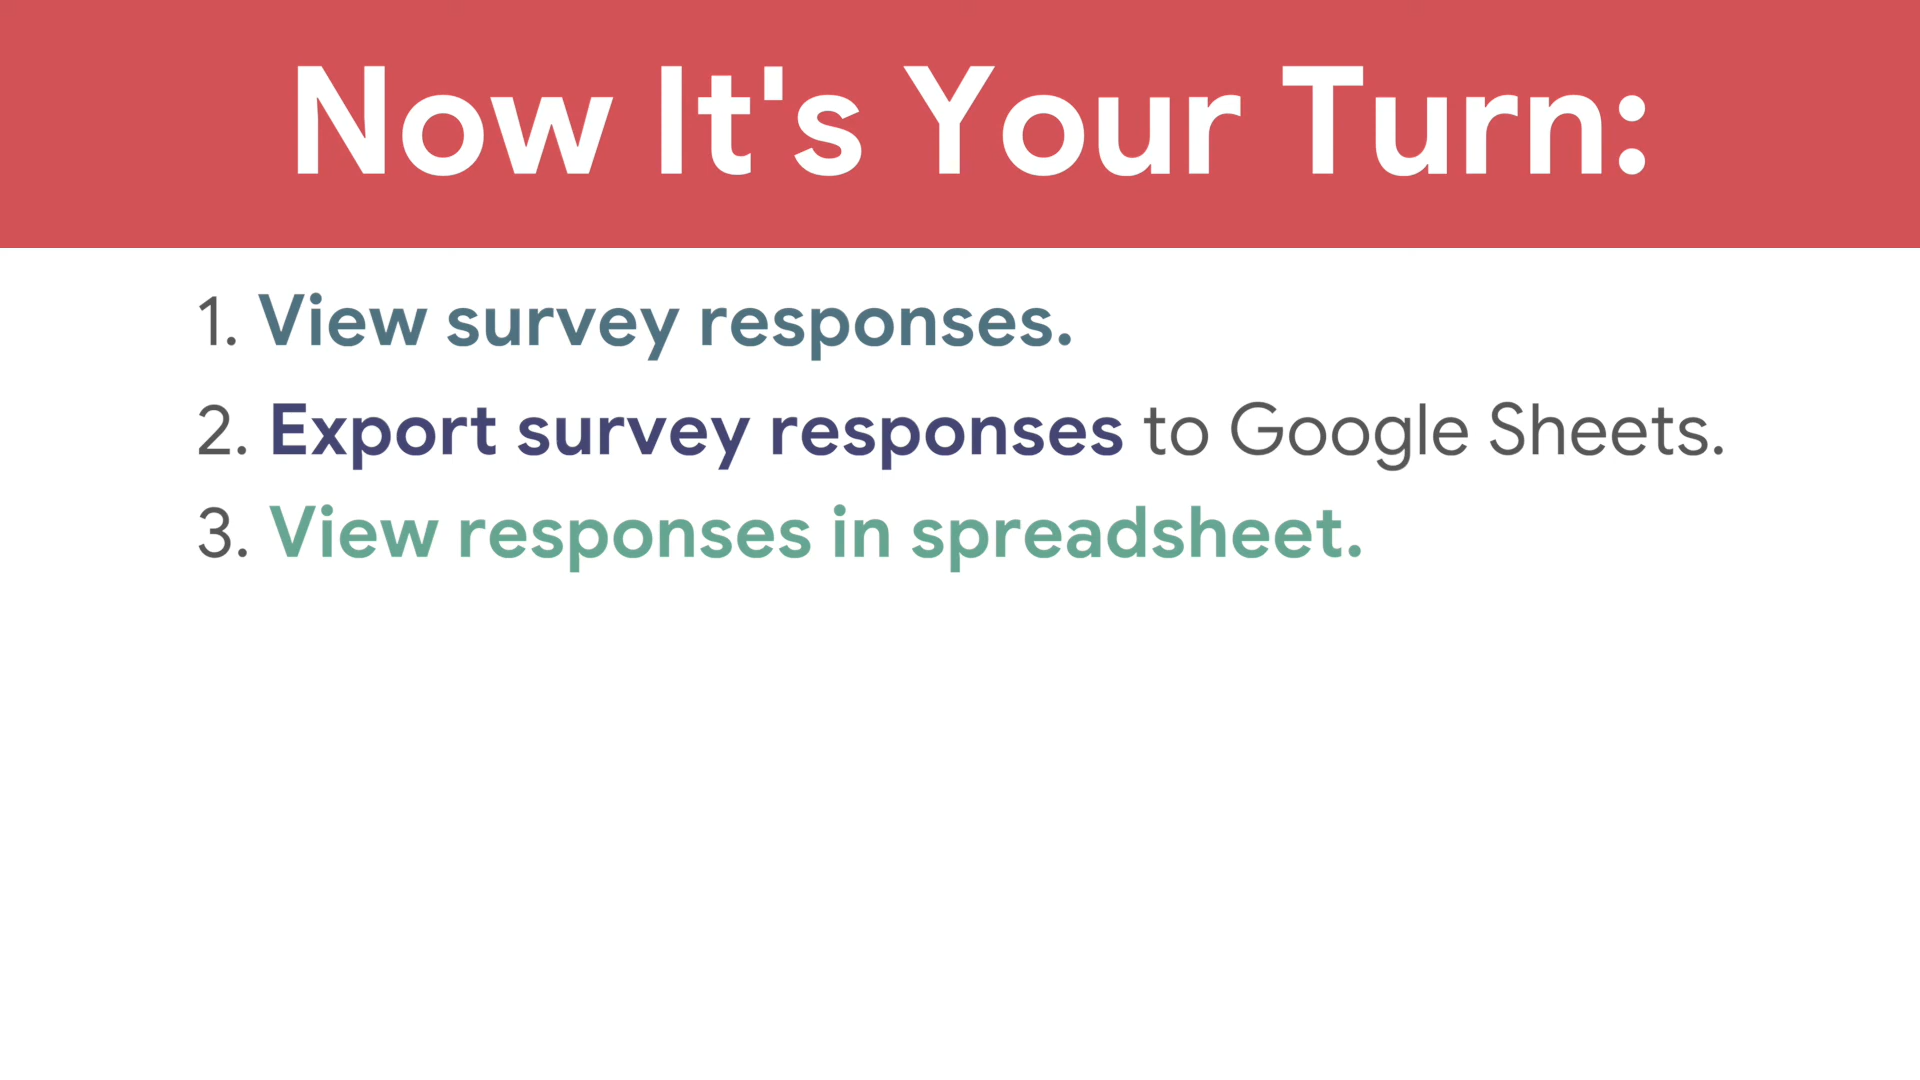 Now It's Your Turn:
1. View survey responses.
2. Export survey responses to Google Sheets.
3. View responses in spreadsheet.